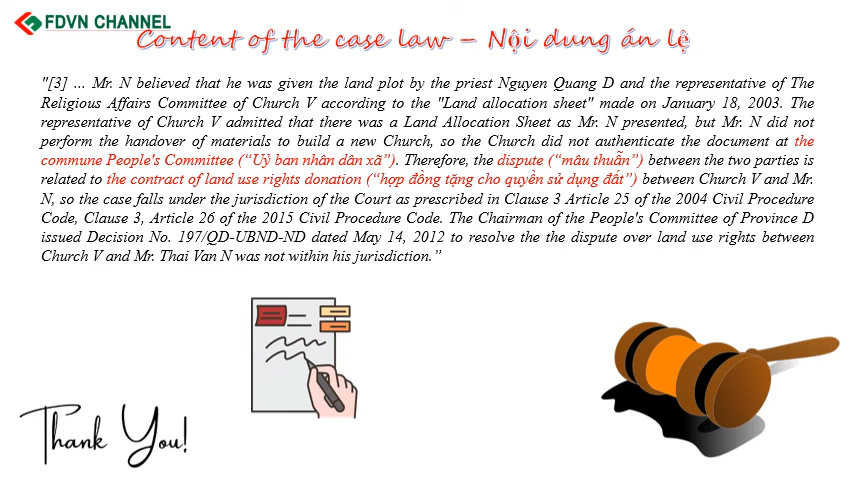 FDVN CHANNEL
Content of the case law – Nội dung án lệ
"[3] ... Mr. N believed that he was given the land plot by the priest Nguyen Quang D and the representative of The
Religious Affairs Committee of Church V according to the "Land allocation sheet" made on January 18, 2003. The
representative of Church V admitted that there was a Land Allocation Sheet as Mr. N presented, but Mr. N did not
perform the handover of materials to build a new Church, so the Church did not authenticate the document at the
commune People's Committee (“Uỷ ban nhân dân xã”). Therefore, the dispute (“mâu thuẫn”) between the two parties is
related to the contract of land use rights donation (“hợp đồng tặng cho quyền sử dụng đất”) between Church V and Mr.
N, so the case falls under the jurisdiction of the Court as prescribed in Clause 3 Article 25 of the 2004 Civil Procedure
Code, Clause 3, Article 26 of the 2015 Civil Procedure Code. The Chairman of the People's Committee of Province D
issued Decision No. 197/QD-UBND-ND dated May 14, 2012 to resolve the the dispute over land use rights between
Church V and Mr. Thai Van N was not within his jurisdiction.”
Thank You!